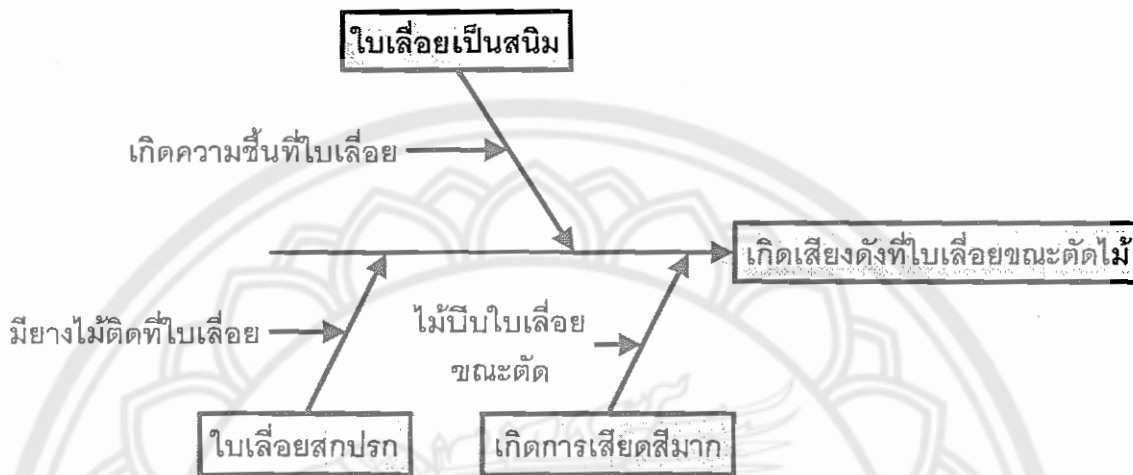 ใบเลื่อยเป็นสนิม
เกิดความชื้นที่ใบเลื่อย
เกิดเสียงดังที่ใบเลื่อยขณะตัดไม้
มียางไม้ติดที่ใบเลื่อย
ไม้บีบใบเลื่อย
ขณะตัด
ใบเลื่อยสกปรก
เกิดการเสียดสีมาก